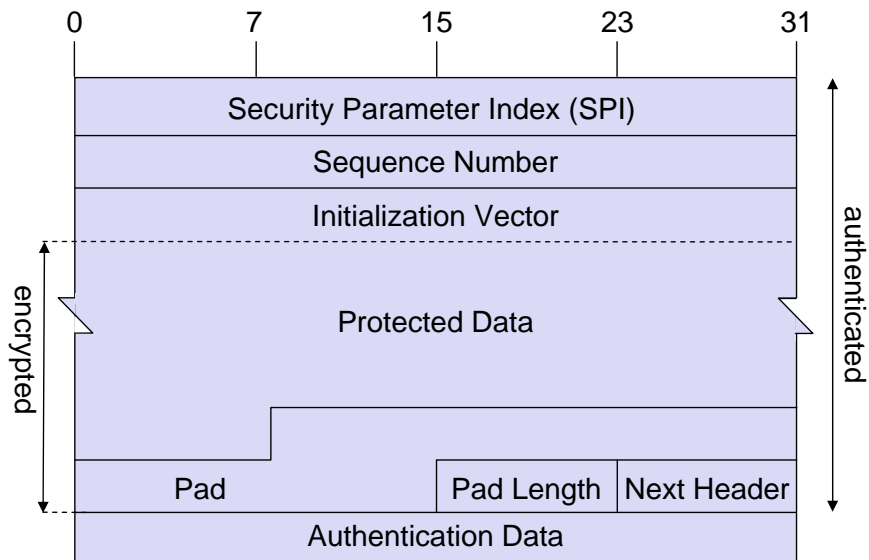 0 7 15 23 31
Security Parameter Index (SPI)
Sequence Number
Initialization Vector
authenticated
encrypted
Protected Data
Pad Pad Length Next Header
Authentication Data